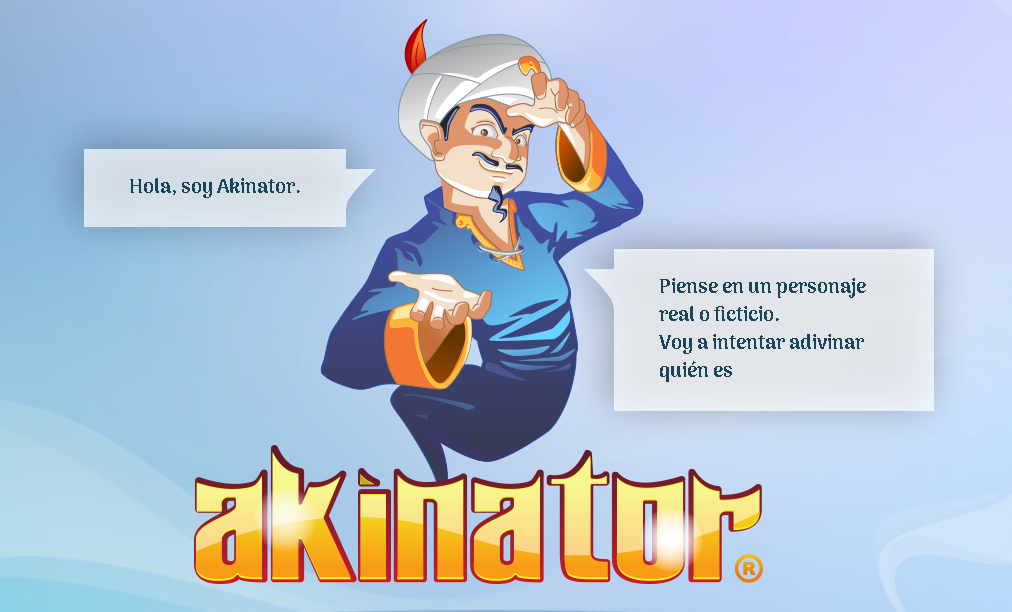 Hola, soy Akinator.
Piense en un personaje
real o ficticio.
Voy a intentar adivinar
quién es
akinator®